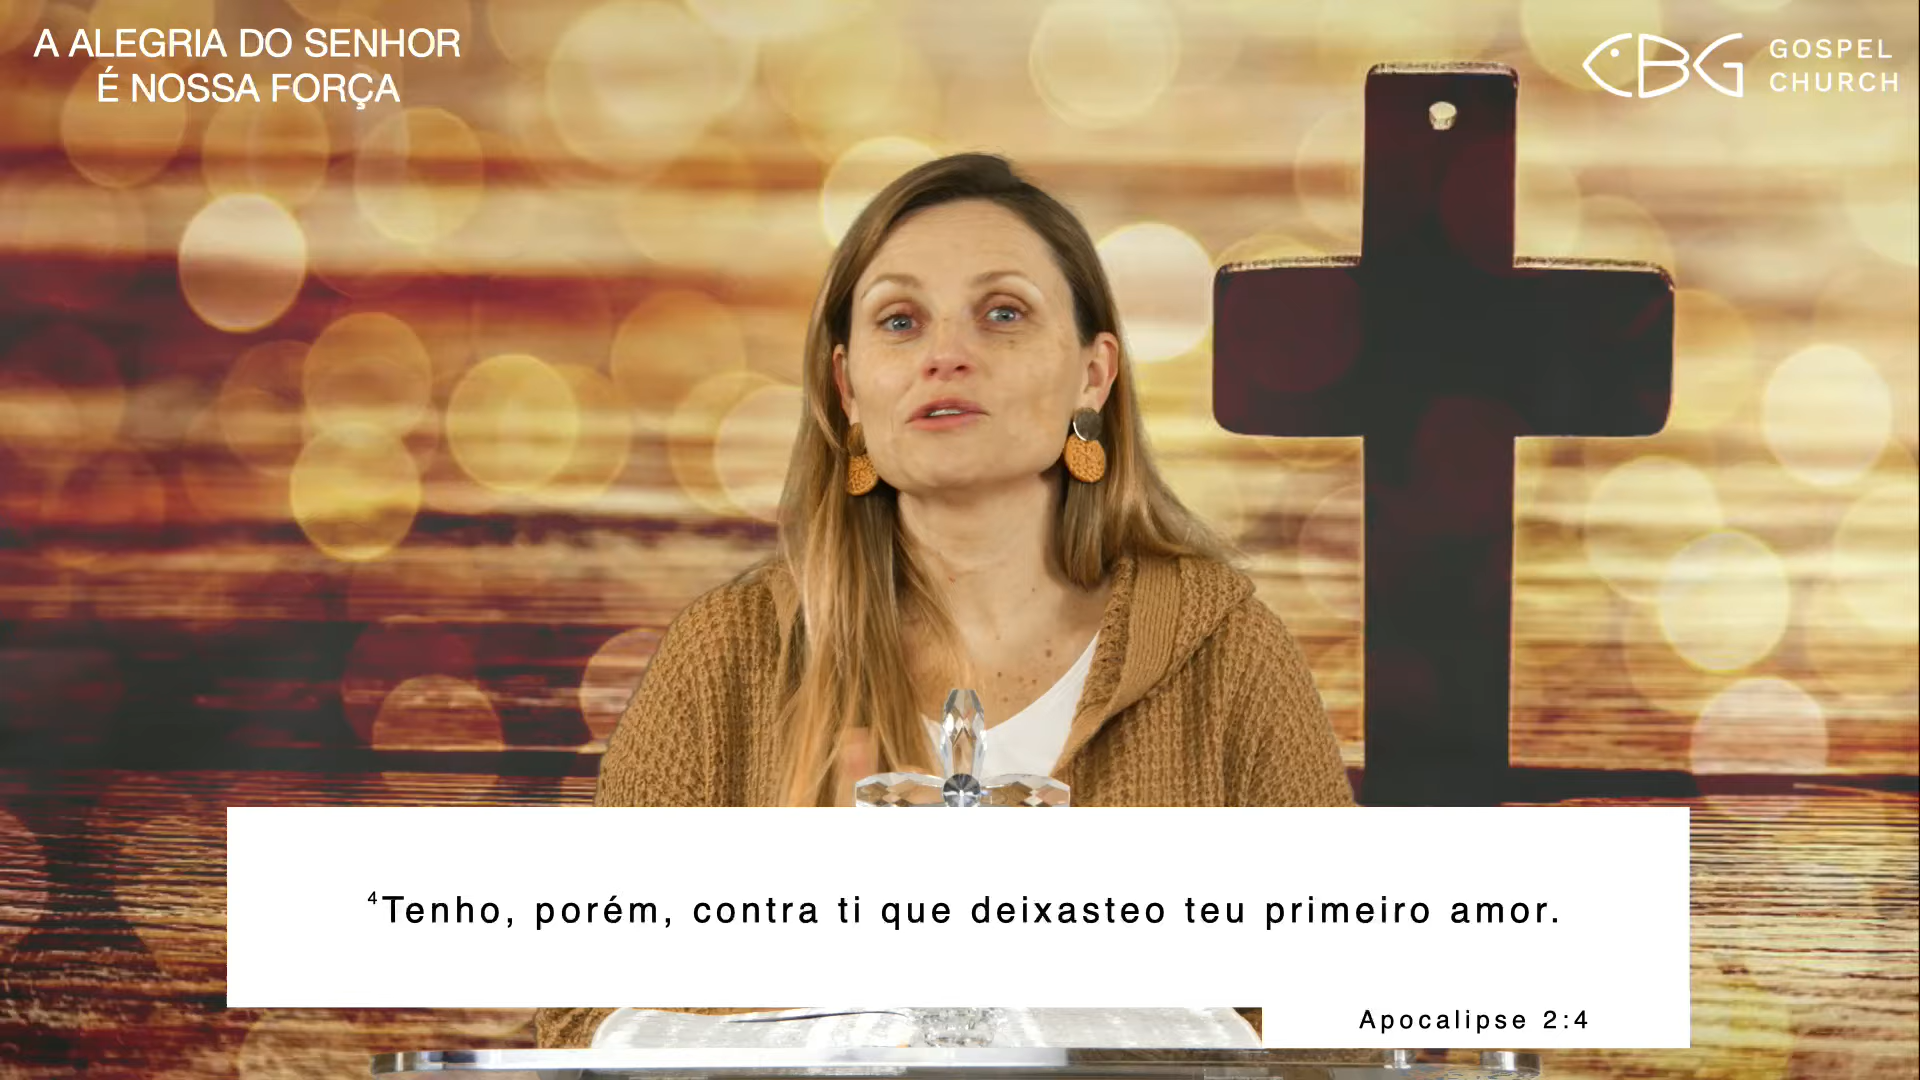 A ALEGRIA DO SENHOR
É NOSSA FORÇA
CBG GOSPEL
CHURCH
⁴Tenho, porém, contra ti que deixasteo teu primeiro amor.
Apocalipse 2:4